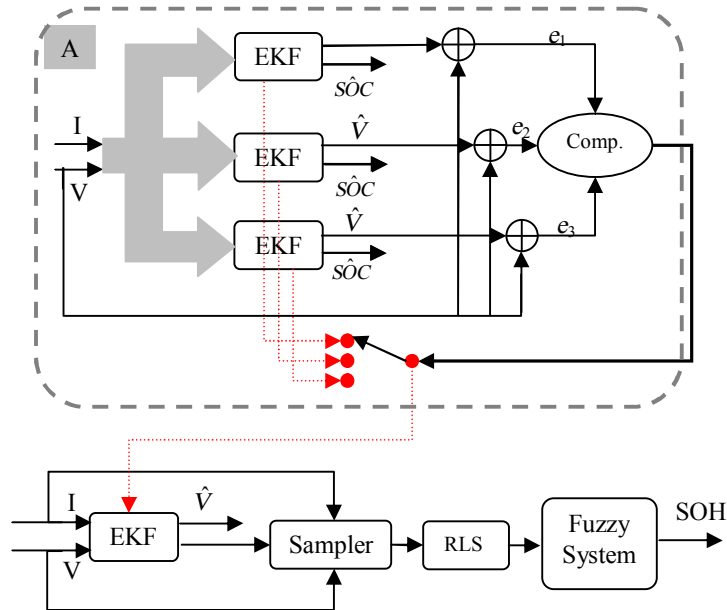 A
EKF
e₁
SÔC
I
V
EKF
V̂
e₂
Comp.
SÔC
EKF
V̂
e₃
SÔC
I
V
EKF
V̂
Sampler
RLS
Fuzzy
System
SOH